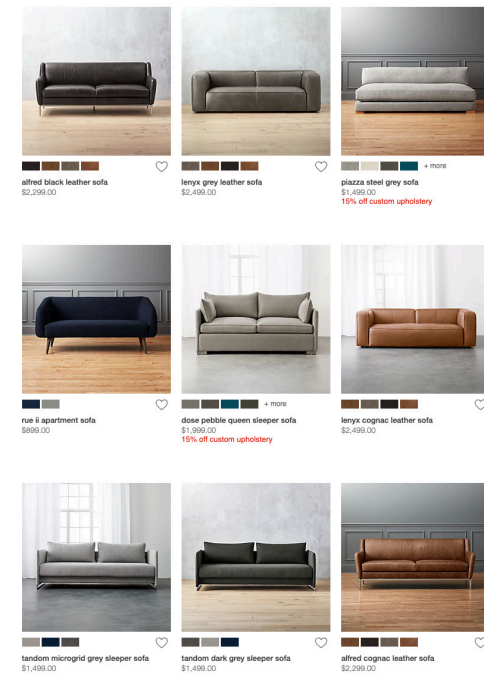 alfred black leather sofa
$2,299.00
lenyx grey leather sofa
$2,499.00
+ more
piazza steel grey sofa
$1,499.00
15% off custom upholstery
rue ii apartment sofa
$899.00
+ more
dose pebble queen sleeper sofa
$1,999.00
15% off custom upholstery
lenyx cognac leather sofa
$2,499.00
tandom microgrid grey sleeper sofa
$1,499.00
tandom dark grey sleeper sofa
$1,499.00
alfred cognac leather sofa
$2,299.00